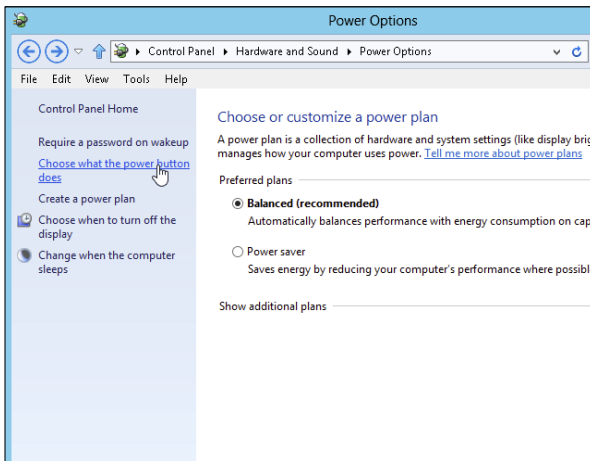 Power Options
Control Panel Hardware and Sound Power Options
File Edit View Tools Help
Control Panel Home
Require a password on wakeup
Choose what the power button
does
Create a power plan
Choose when to turn off the
display
Change when the computer
sleeps
Choose or customize a power plan
A power plan is a collection of hardware and system settings (like display brig
manages how your computer uses power. Tell me more about power plans
Preferred plans
Balanced (recommended)
Automatically balances performance with energy consumption on cap
Power saver
Saves energy by reducing your computer's performance where possibl
Show additional plans